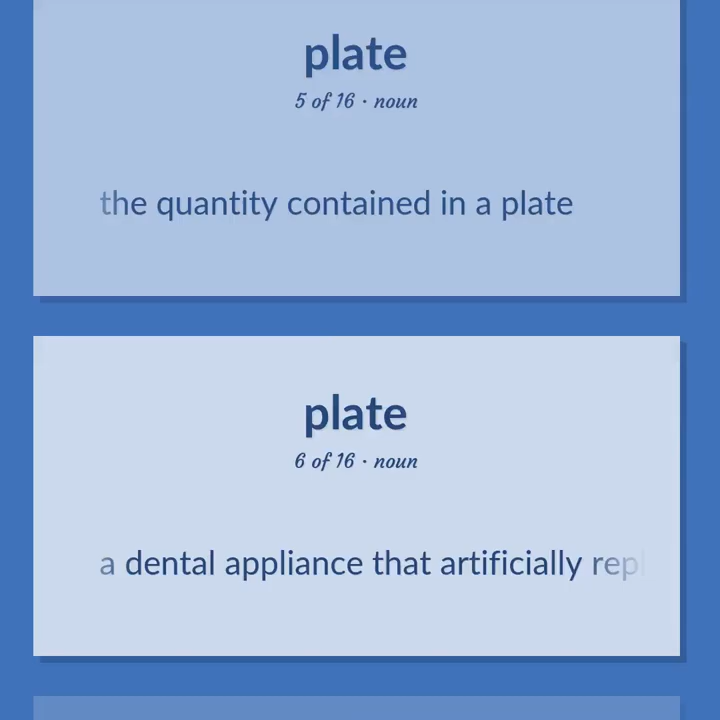 plate
5 of 16 · noun
the quantity contained in a plate
plate
6 of 16 · noun
a dental appliance that artificially